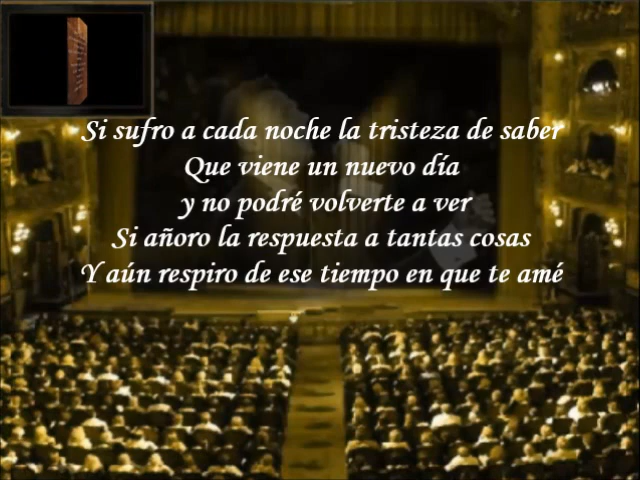 Si sufro a cada noche la tristeza de saber
Que viene un nuevo día
y no podré volverte a ver
Si añoro la respuesta a tantas cosas
Y aún respiro de ese tiempo en que te amé